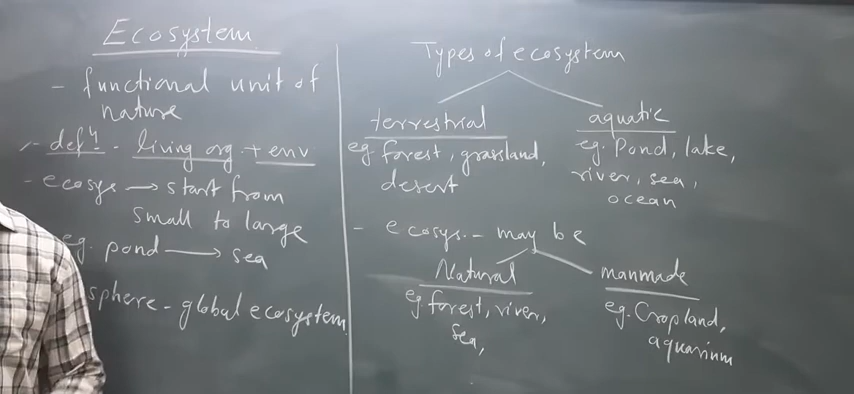 Ecosystem
- functional unit of
nature
- defn - living org. + env
- ecosys → start from
small to large
eg. pond → sea
sphere - global ecosystem
Types of ecosystem
terrestrial
eg. forest, grassland,
desert
aquatic
eg. Pond, lake,
river, sea,
ocean
- ecosys. - may be
Natural
eg. forest, river,
sea,
manmade
eg. Cropland,
aquarium